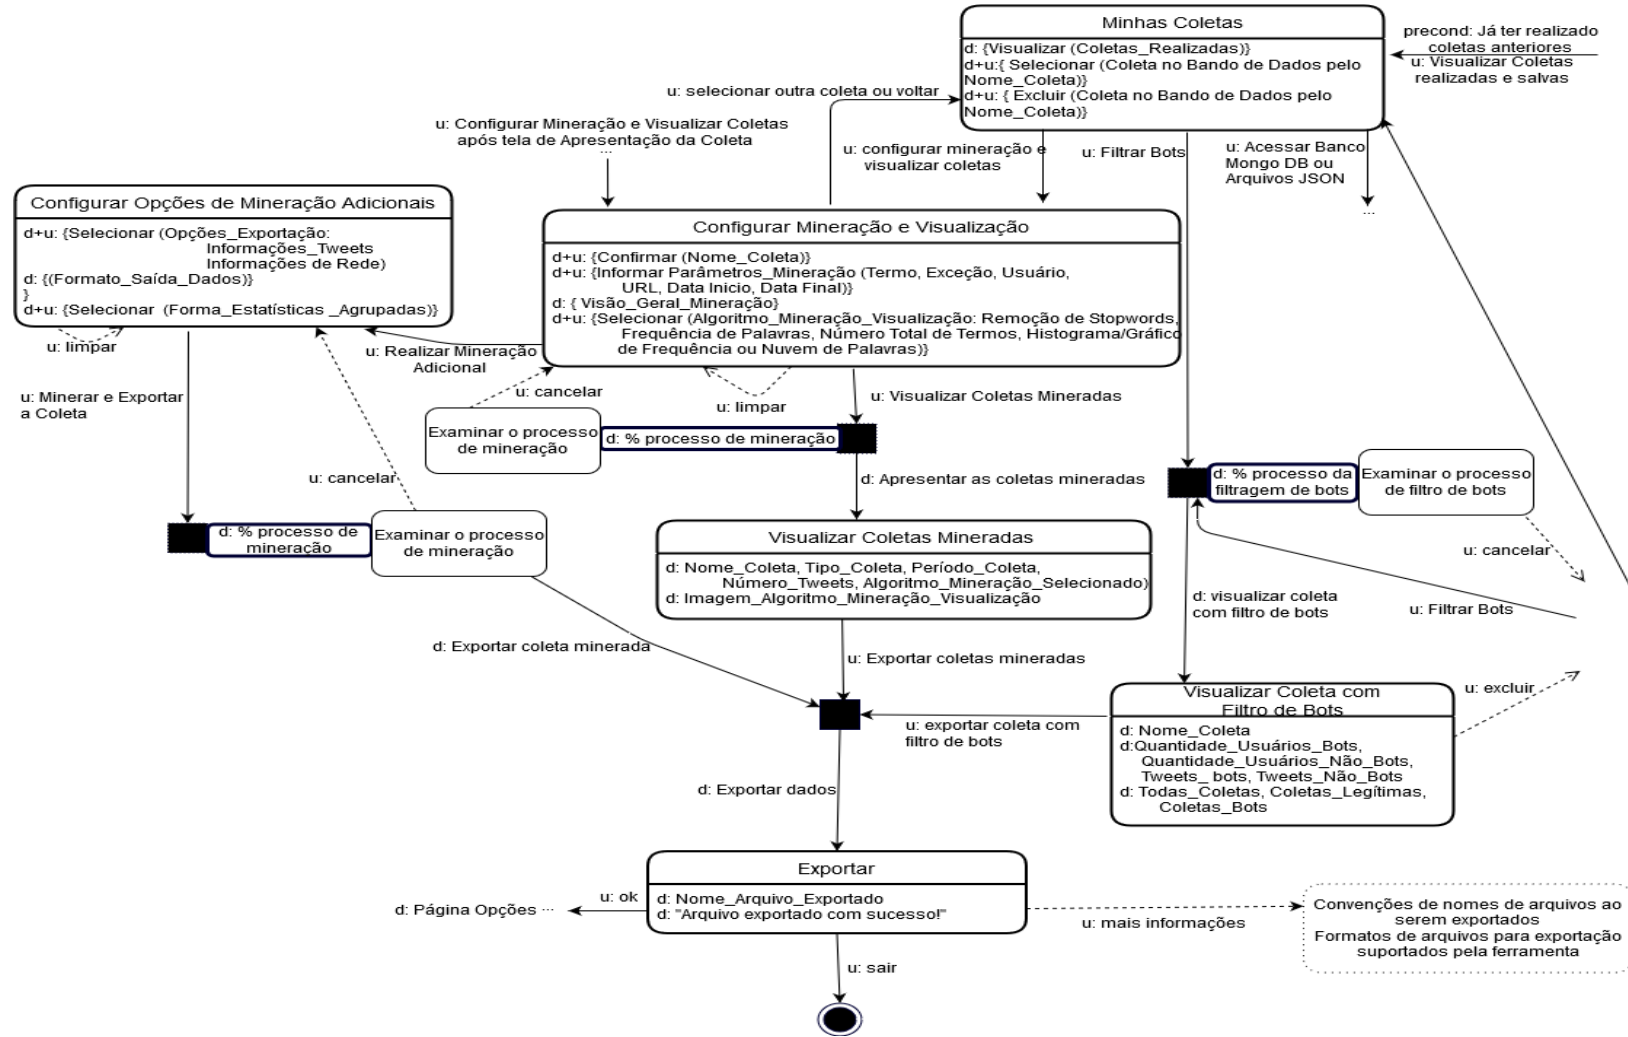 Minhas Coletas
d: {Visualizar (Coletas_Realizadas)}
d+u:{ Selecionar (Coleta no Bando de Dados pelo
Nome_Coleta)}
d+u: { Excluir (Coleta no Bando de Dados pelo
Nome_Coleta)}
precond: Já ter realizado
coletas anteriores
u: Visualizar Coletas
realizadas e salvas
u: selecionar outra coleta ou voltar
u: Configurar Mineração e Visualizar Coletas
após tela de Apresentação da Coleta
...
u: configurar mineração e
visualizar coletas
u: Filtrar Bots
u: Acessar Banco
Mongo DB ou
Arquivos JSON
...
Configurar Opções de Mineração Adicionais
d+u: {Selecionar (Opções_Exportação:
Informações_Tweets
Informações de Rede)
d: {(Formato_Saída_Dados)}
}
d+u: {Selecionar (Forma_Estatísticas _Agrupadas)}
Configurar Mineração e Visualização
d+u: {Confirmar (Nome_Coleta)}
d+u: {Informar Parâmetros_Mineração (Termo, Exceção, Usuário,
URL, Data Inicio, Data Final)}
d: { Visão_Geral_Mineração}
d+u: {Selecionar (Algoritmo_Mineração_Visualização: Remoção de Stopwords,
Frequência de Palavras, Número Total de Termos, Histograma/Gráfico
de Frequência ou Nuvem de Palavras)}
u: limpar
u: Realizar Mineração
Adicional
u: cancelar
u: limpar
u: Visualizar Coletas Mineradas
u: Minerar e Exportar
a Coleta
Examinar o processo
de mineração
d: % processo de mineração
u: cancelar
d: Apresentar as coletas mineradas
d: % processo da
filtragem de bots
Examinar o processo
de filtro de bots
d: % processo de
mineração
Examinar o processo
de mineração
Visualizar Coletas Mineradas
d: Nome_Coleta, Tipo_Coleta, Período_Coleta,
Número_Tweets, Algoritmo_Mineração_Selecionado)
d: Imagem_Algoritmo_Mineração_Visualização
u: cancelar
d: visualizar coleta
com filtro de bots
u: Filtrar Bots
d: Exportar coleta minerada
u: Exportar coletas mineradas
Visualizar Coleta com
Filtro de Bots
d: Nome_Coleta
d:Quantidade_Usuários_Bots,
Quantidade_Usuários_Não_Bots,
Tweets_ bots, Tweets_Não_Bots
d: Todas_Coletas, Coletas_Legítimas,
Coletas_Bots
u: excluir
u: exportar coleta com
filtro de bots
d: Exportar dados
Exportar
d: Nome_Arquivo_Exportado
d: "Arquivo exportado com sucesso!"
u: ok
d: Página Opções ...
u: mais informações
Convenções de nomes de arquivos ao
serem exportados
Formatos de arquivos para exportação
suportados pela ferramenta
u: sair